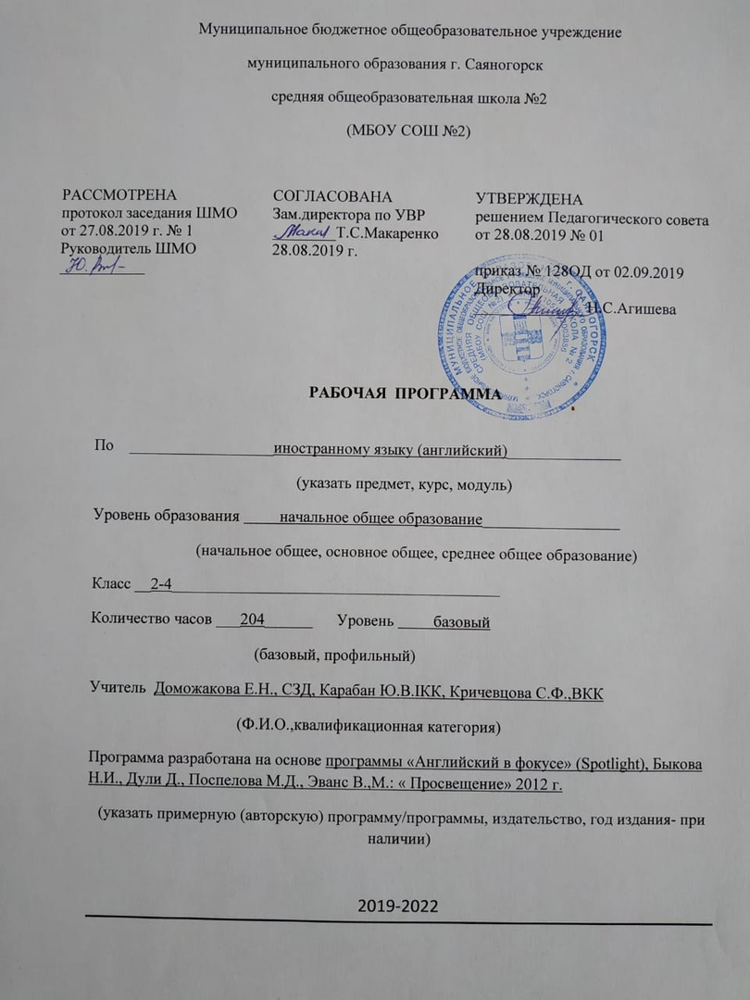 Муниципальное бюджетное общеобразовательное учреждение
муниципального образования г. Саяногорск
средняя общеобразовательная школа №2
(МБОУ СОШ №2)
РАССМОТРЕНА
протокол заседания ШМО
от 27.08.2019 г. № 1
Руководитель ШМО
СОГЛАСОВАНА
Зам.директора по УВР
Т.С.Макаренко
28.08.2019 г.
УТВЕРЖДЕНА
решением Педагогического совета
от 28.08.2019 № 01
приказ № 128ОД от 02.09.2019
Директор
Н.С.Агишева
РАБОЧАЯ ПРОГРАММА
По иностранному языку (английский)
(указать предмет, курс, модуль)
Уровень образования начальное общее образование
(начальное общее, основное общее, среднее общее образование)
Класс 2-4
Количество часов 204 Уровень базовый
(базовый, профильный)
Учитель Доможакова Е.Н., СЗД, Карабан Ю.В.IКК, Кричевцова С.Ф.,ВКК
(Ф.И.О.,квалификационная категория)
Программа разработана на основе программы «Английский в фокусе» (Spotlight), Быкова
Н.И., Дули Д., Поспелова М.Д., Эванс В.,М.: « Просвещение» 2012 г.
(указать примерную (авторскую) программу/программы, издательство, год издания- при
наличии)
2019-2022